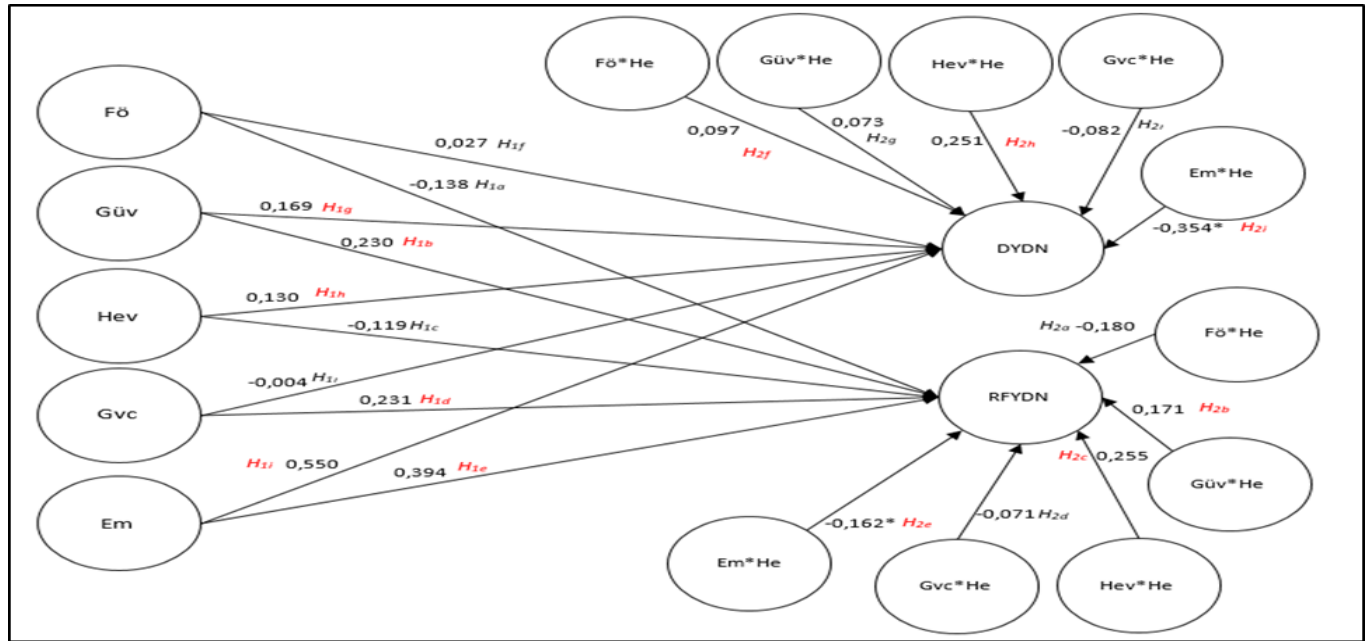 Fö
Güv
Hev
Gvc
Em
0,027 H1f
-0,138 H1a
0,169 H1g
0,230 H1b
0,130 H1h
-0,119 H1c
-0,004 H1ı
0,231 H1d
H1i 0,550
0,394 H1e
Fö*He
Güv*He
Hev*He
Gvc*He
Em*He
0,097
H2f
0,073
H2g
0,251 H2h
-0,082 H2ı
-0,354* H2i
DYDN
RFYDN
H2a -0,180
Fö*He
0,171 H2b
Güv*He
H2c 0,255
Hev*He
-0,071 H2d
Gvc*He
-0,162* H2e
Em*He